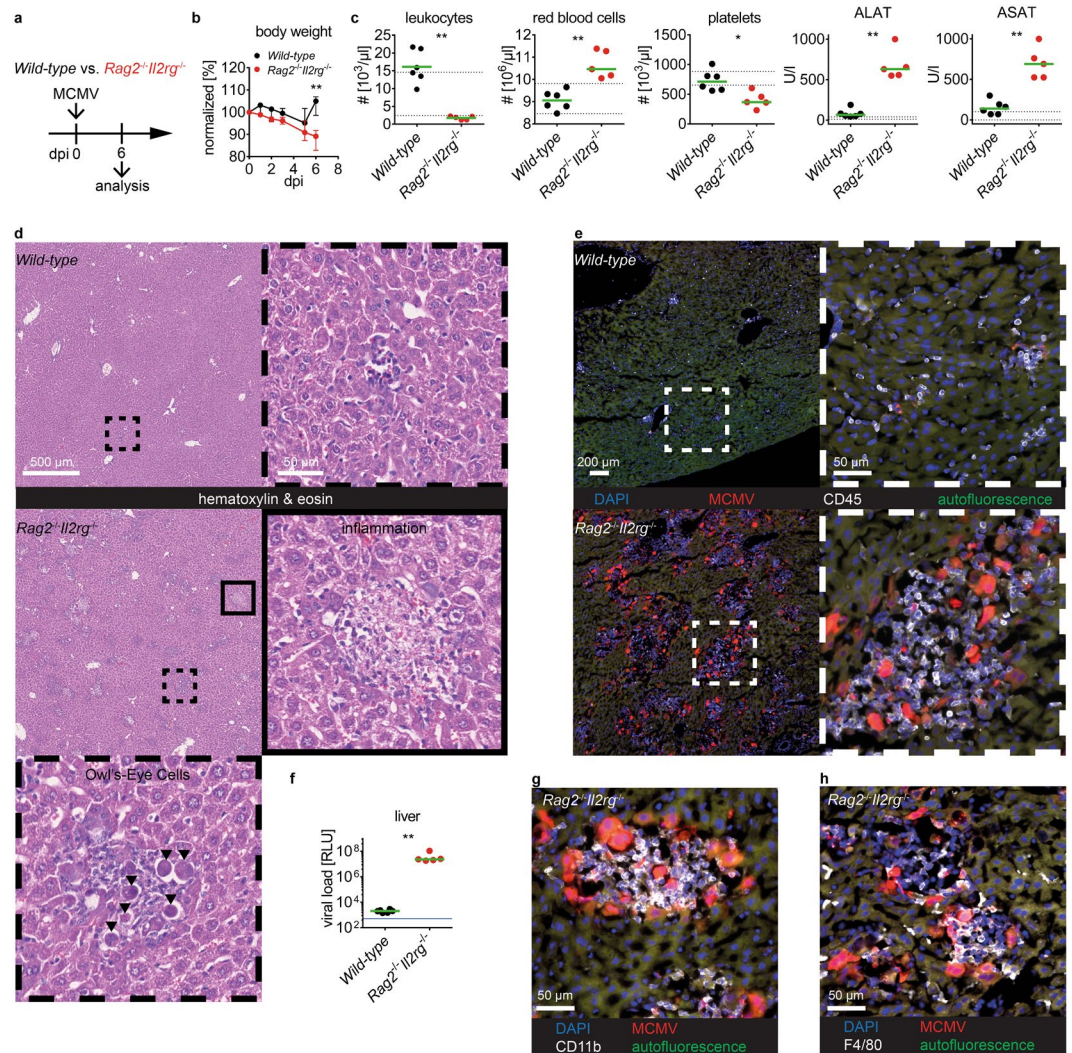 a
Wild-type vs. Rag2⁻/⁻Il2rg⁻/⁻
MCMV
dpi 0
6
analysis
b
body weight
Wild-type
Rag2⁻/⁻Il2rg⁻/⁻
**
normalized [%]
120
110
100
90
80
0 2 4 6 8
dpi
c
leukocytes
**
# [10³/µl]
25
20
15
10
5
0
Wild-type
Rag2⁻/⁻Il2rg⁻/⁻
red blood cells
**
# [10⁶/µl]
12
11
10
9
8
Wild-type
Rag2⁻/⁻Il2rg⁻/⁻
platelets
*
# [10³/µl]
1500
1000
500
0
Wild-type
Rag2⁻/⁻Il2rg⁻/⁻
ALAT
**
U/l
1000
500
0
Wild-type
Rag2⁻/⁻Il2rg⁻/⁻
ASAT
**
U/l
1000
500
0
Wild-type
Rag2⁻/⁻Il2rg⁻/⁻
d
Wild-type
500 µm
50 µm
hematoxylin & eosin
Rag2⁻/⁻Il2rg⁻/⁻
inflammation
Owl's-Eye Cells
e
Wild-type
200 µm
50 µm
DAPI MCMV CD45 autofluorescence
Rag2⁻/⁻Il2rg⁻/⁻
f
liver
**
viral load [RLU]
10⁸
10⁶
10⁴
10²
Wild-type
Rag2⁻/⁻Il2rg⁻/⁻
g
Rag2⁻/⁻Il2rg⁻/⁻
50 µm
DAPI MCMV
CD11b autofluorescence
h
Rag2⁻/⁻Il2rg⁻/⁻
50 µm
DAPI MCMV
F4/80 autofluorescence